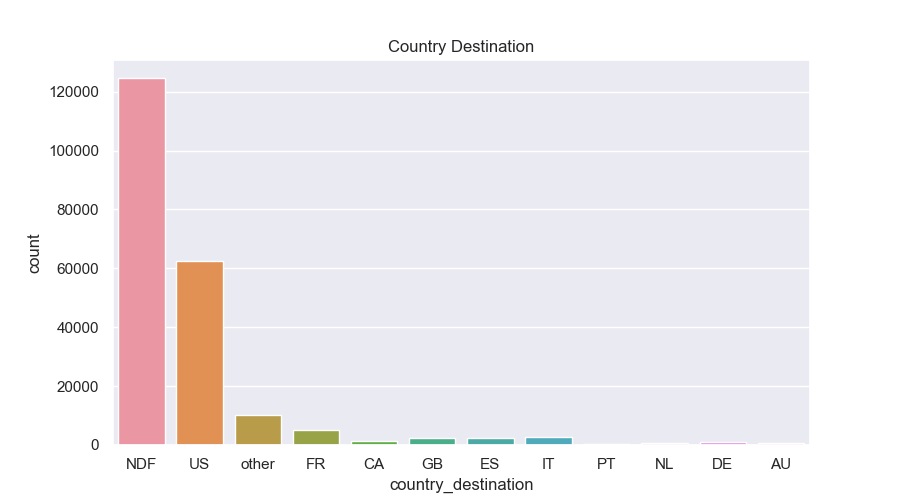 Country Destination
120000
100000
80000
60000
40000
20000
0
count
NDF US other FR CA GB ES IT PT NL DE AU
country_destination